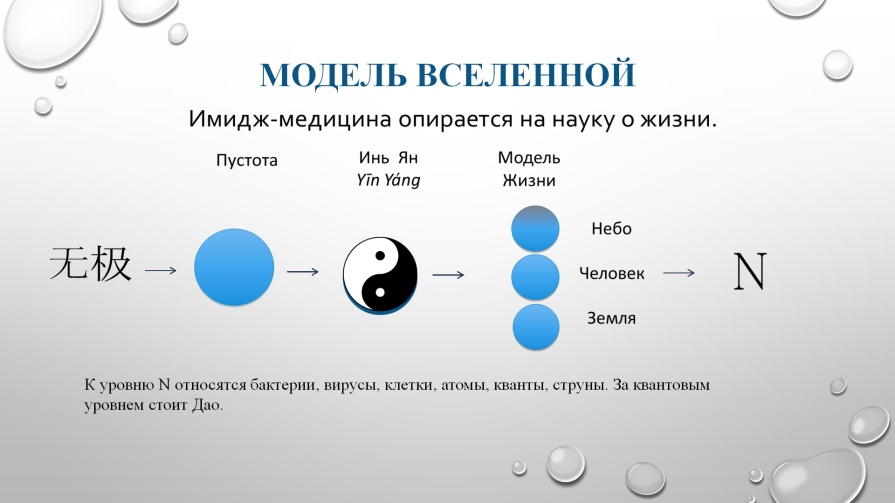 МОДЕЛЬ ВСЕЛЕННОЙ
Имидж-медицина опирается на науку о жизни.
Пустота
Инь Ян
Yīn Yáng
Модель
Жизни
无极
Небо
Человек
Земля
N
К уровню N относятся бактерии, вирусы, клетки, атомы, кванты, струны. За квантовым
уровнем стоит Дао.